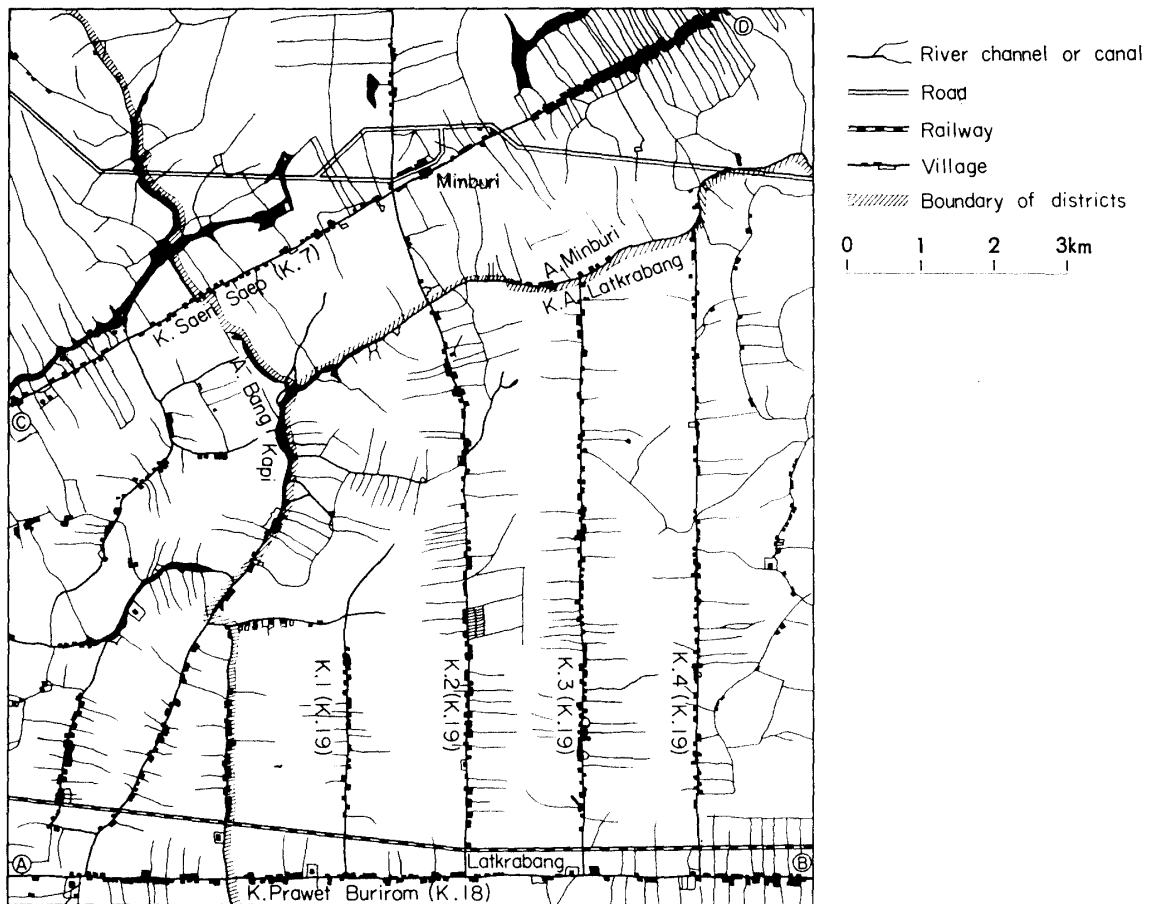 D
River channel or canal
Road
Railway
Village
Boundary of districts
0 1 2 3km
Minburi
A. Minburi
K.A. Latkrabang
K. Saen Saep (K.7)
A. Bang Kapi
C
K.1 (K.19)
K.2 (K.19)
K.3 (K.19)
K.4 (K.19)
A
Latkrabang
B
K.Prawet Burirom (K.18)